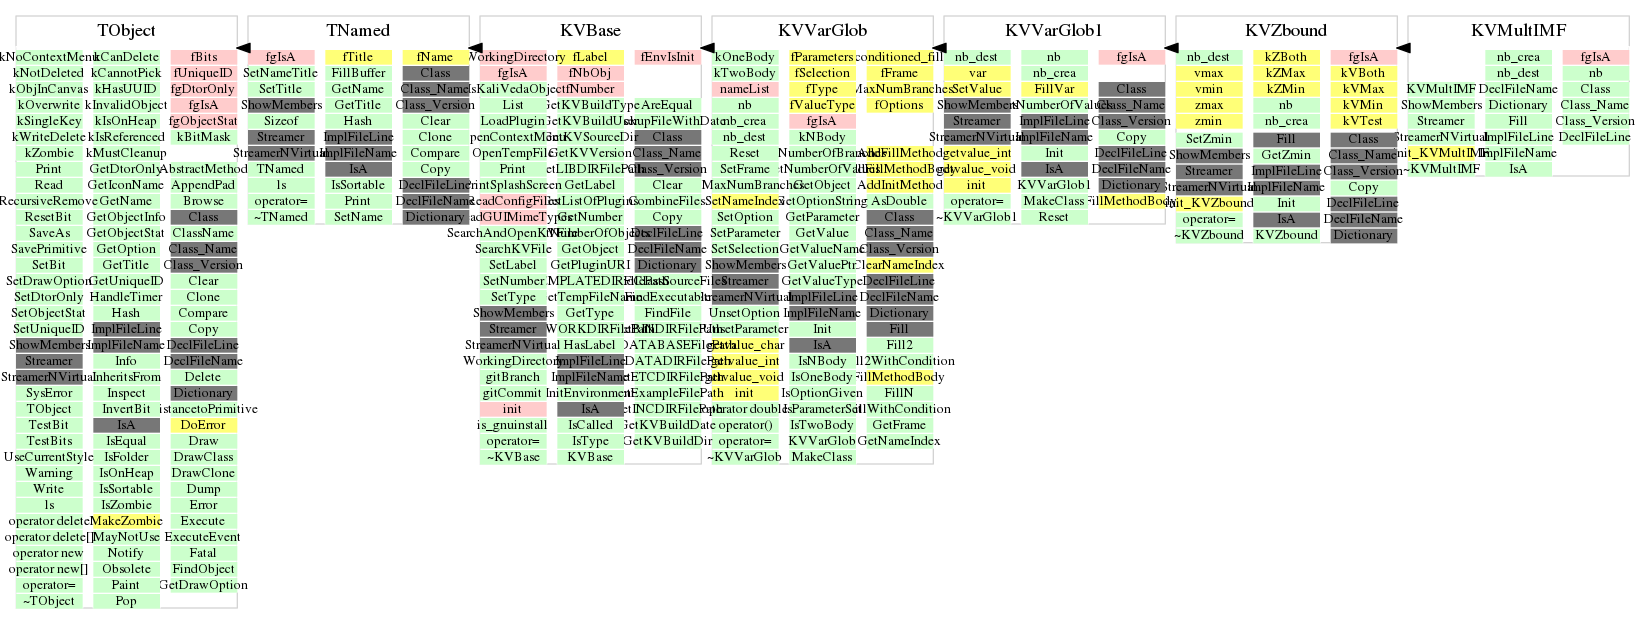 TObject
kNoContextMenu kCanDelete fBits
kNotDeleted kCannotPick fUniqueID
kObjInCanvas kHasUUID fgDtorOnly
kOverwrite kInvalidObject fgIsA
kSingleKey kIsOnHeap fgObjectStat
kWriteDelete kIsReferenced kBitMask
kZombie kMustCleanup
Print GetDtorOnly AbstractMethod
Read GetIconName AppendPad
RecursiveRemove GetName Browse
ResetBit GetObjectInfo Class
SaveAs GetObjectStat ClassName
SavePrimitive GetOption Class_Name
SetBit GetTitle Class_Version
SetDrawOption GetUniqueID Clear
SetDtorOnly HandleTimer Clone
SetObjectStat Hash Compare
SetUniqueID ImplFileLine Copy
ShowMembers ImplFileName DeclFileLine
Streamer Info DeclFileName
StreamerNVirtual InheritsFrom Delete
SysError Inspect Dictionary
TObject InvertBit DistancetoPrimitive
TestBit IsA DoError
TestBits IsEqual Draw
UseCurrentStyle IsFolder DrawClass
Warning IsOnHeap DrawClone
Write IsSortable Dump
ls IsZombie Error
operator delete MakeZombie Execute
operator delete[] MayNotUse ExecuteEvent
operator new Notify Fatal
operator new[] Obsolete FindObject
operator= Paint GetDrawOption
~TObject Pop
TNamed
fgIsA fTitle fName
SetNameTitle FillBuffer Class
SetTitle GetName Class_Name
ShowMembers GetTitle Class_Version
Sizeof Hash Clear
Streamer ImplFileLine Clone
StreamerNVirtual ImplFileName Compare
TNamed IsA Copy
ls IsSortable DeclFileLine
operator= Print DeclFileName
~TNamed SetName Dictionary
KVBase
WorkingDirectory fLabel fEnvIsInit
fgIsA fNbObj
IsKaliVedaObject fNumber
List GetKVBuildType AreEqual
LoadPlugin GetKVBuildUser BackupFileWithDate
OpenContextMenu GetKVSourceDir Class
OpenTempFile GetKVVersion Class_Name
Print GetLIBDIRFilePath Class_Version
PrintSplashScreen GetLabel Clear
ReadConfigFiles GetListOfPlugins CombineFiles
ReadGUIMimeTypes GetNumber Copy
SearchAndOpenKVFile GetNumberOfObjects DeclFileLine
SearchKVFile GetObject DeclFileName
SetLabel GetPluginURI Dictionary
SetNumber
SetType GetTempFileName FindExecutable
ShowMembers GetType FindFile
Streamer
StreamerNVirtual HasLabel GetDATABASEFilePath
WorkingDirectory ImplFileLine GetDATADIRFilePath
gitBranch ImplFileName GetETCDIRFilePath
gitCommit InitEnvironment GetExampleFilePath
init IsA GetINCDIRFilePath
is_gnuinstall IsCalled GetKVBuildDate
operator= IsType GetKVBuildDir
~KVBase KVBase
KVVarGlob
kOneBody fParameters conditioned_fill
kTwoBody fSelection fFrame
nameList fType MaxNumBranches
nb fValueType fOptions
nb_crea fgIsA
nb_dest kNBody
Reset NumberOfBranches AddFillMethod
SetFrame GetNumberOfValues AddFillMethodBody
MaxNumBranches GetObject AddInitMethod
SetNameIndex GetOptionString AsDouble
SetOption GetParameter Class
SetParameter GetValue Class_Name
SetSelection GetValueName Class_Version
ShowMembers GetValuePtr ClearNameIndex
Streamer GetValueType DeclFileLine
StreamerNVirtual ImplFileLine DeclFileName
UnsetOption ImplFileName Dictionary
UnsetParameter Init Fill
getvalue_char IsA Fill2
getvalue_int IsNBody Fill2WithCondition
getvalue_void IsOneBody FillMethodBody
init IsOptionGiven FillN
operator double IsParameterSet FillWithCondition
operator() IsTwoBody GetFrame
operator= KVVarGlob GetNameIndex
~KVVarGlob MakeClass
KVVarGlob1
nb_dest nb fgIsA
var nb_crea
SetValue FillVar Class
ShowMembers NumberOfValues Class_Name
Streamer ImplFileLine Class_Version
StreamerNVirtual ImplFileName Copy
getvalue_int Init DeclFileLine
getvalue_void IsA DeclFileName
init KVVarGlob1 Dictionary
operator= MakeClass FillMethodBody
~KVVarGlob1 Reset
KVZbound
nb_dest kZBoth fgIsA
vmax kZMax kVBoth
vmin kZMin kVMax
zmax nb kVMin
zmin nb_crea kVTest
SetZmin Fill Class
ShowMembers GetZmin Class_Name
Streamer ImplFileLine Class_Version
StreamerNVirtual ImplFileName Copy
init_KVZbound Init DeclFileLine
operator= IsA DeclFileName
~KVZbound KVZbound Dictionary
KVMultIMF
nb_crea fgIsA
nb_dest nb
KVMultIMF DeclFileName Class
ShowMembers Dictionary Class_Name
Streamer Fill Class_Version
StreamerNVirtual ImplFileLine DeclFileLine
init_KVMultIMF ImplFileName
~KVMultIMF IsA